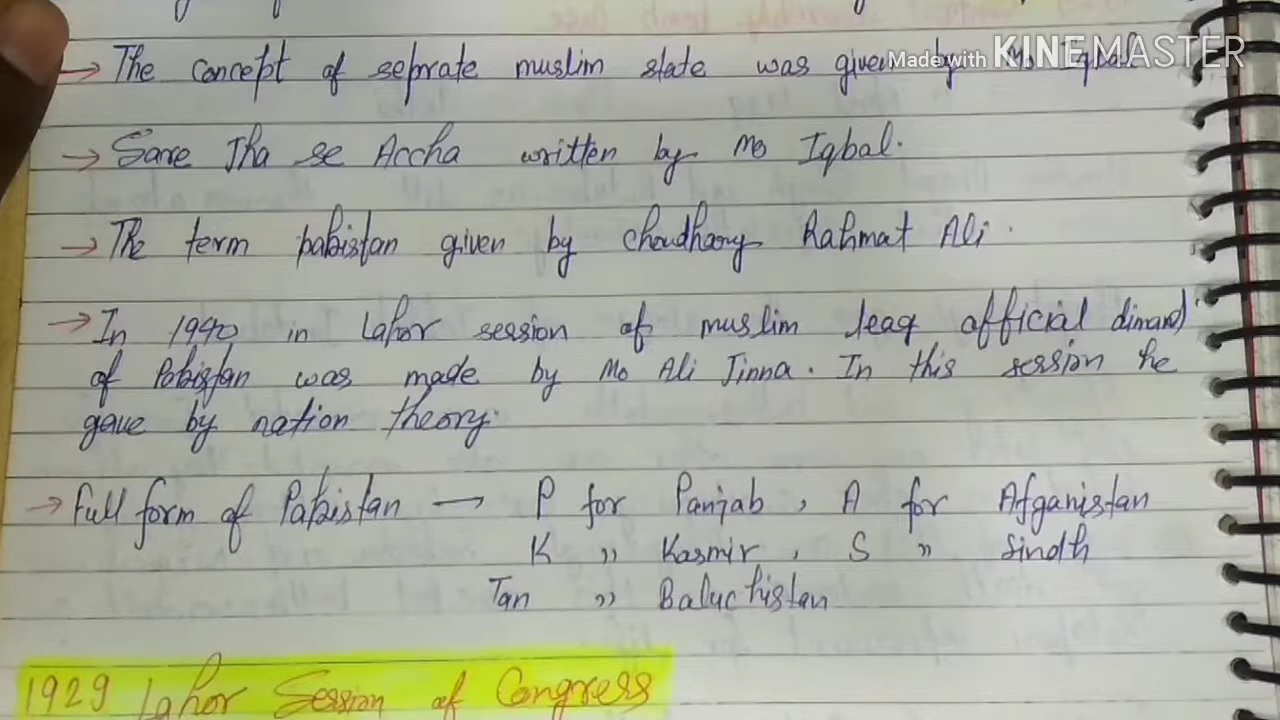 → The concept of seprate muslim state was given by Mo Iqbal
Made with KINEMASTER
→ Sare Jha se Accha written by Mo Iqbal.
→ The term pakistan given by choudhary Rahmat Ali.
→ In 1940 in Lahor session of muslim leag official dimand
of Pakistan was made by Mo Ali Jinna. In this session he
gave by nation theory.
→ Full form of Pakistan → P for Panjab, A for Afganistan
K " Kasmir, S " Sindh
Tan " Baluchistan
1929 Lahor Session of Congress